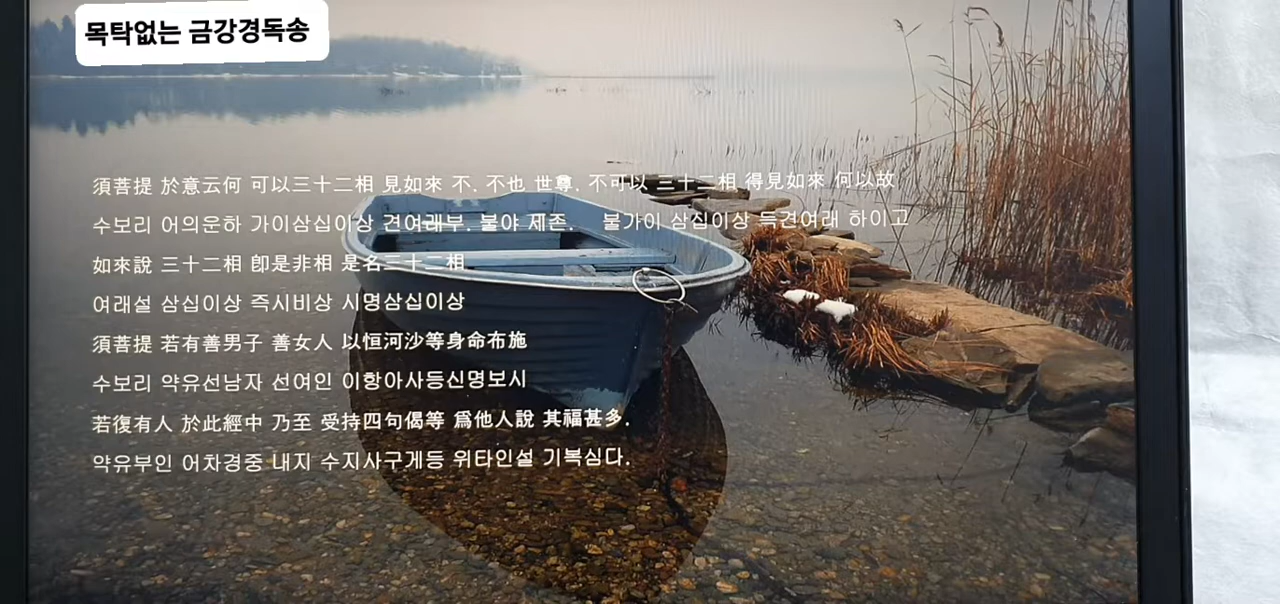 목탁없는 금강경독송
須菩提 於意云何 可以三十二相 見如來 不. 不也 世尊. 不可以 三十二相 得見如來 何以故
수보리 어의운하 가이삼십이상 견여래부. 불야 제존. 불가이 삼십이상 득견여래 하이고
如來說 三十二相 卽是非相 是名三十二相
여래설 삼십이상 즉시비상 시명삼십이상
須菩提 若有善男子 善女人 以恒河沙等身命布施
수보리 약유선남자 선여인 이항아사등신명보시
若復有人 於此經中 乃至 受持四句偈等 爲他人說 其福甚多.
약유부인 어차경중 내지 수지사구게등 위타인설 기복심다.